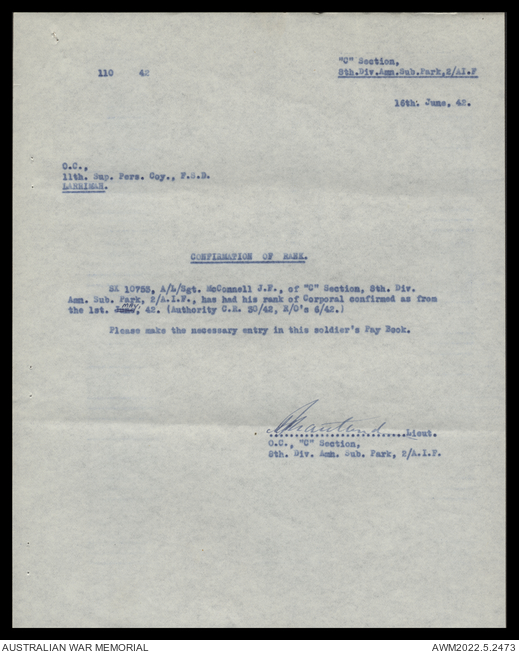 "C" Section,
110 42 8th.Div.Amn.Sub.Park,2/AI.F
16th. June, 42.
O.C.,
11th. Sup. Pers. Coy., F.S.D.
LARRIMAH.
CONFIRMATION OF RANK.
SX 10753, A/L/Sgt. McConnell J.F., of "C" Section, 8th. Div.
Amn. Sub. Park, 2/A.I.F., has had his rank of Corporal confirmed as from
the 1st. June MAY, 42. (Authority C.R. 30/42, R/O's 6/42.)
Please make the necessary entry in this soldier's Pay Book.
Lieut.
O.C., "C" Section,
8th. Div. Amn. Sub. Park, 2/A.I.F.
AUSTRALIAN WAR MEMORIAL AWM2022.5.2473